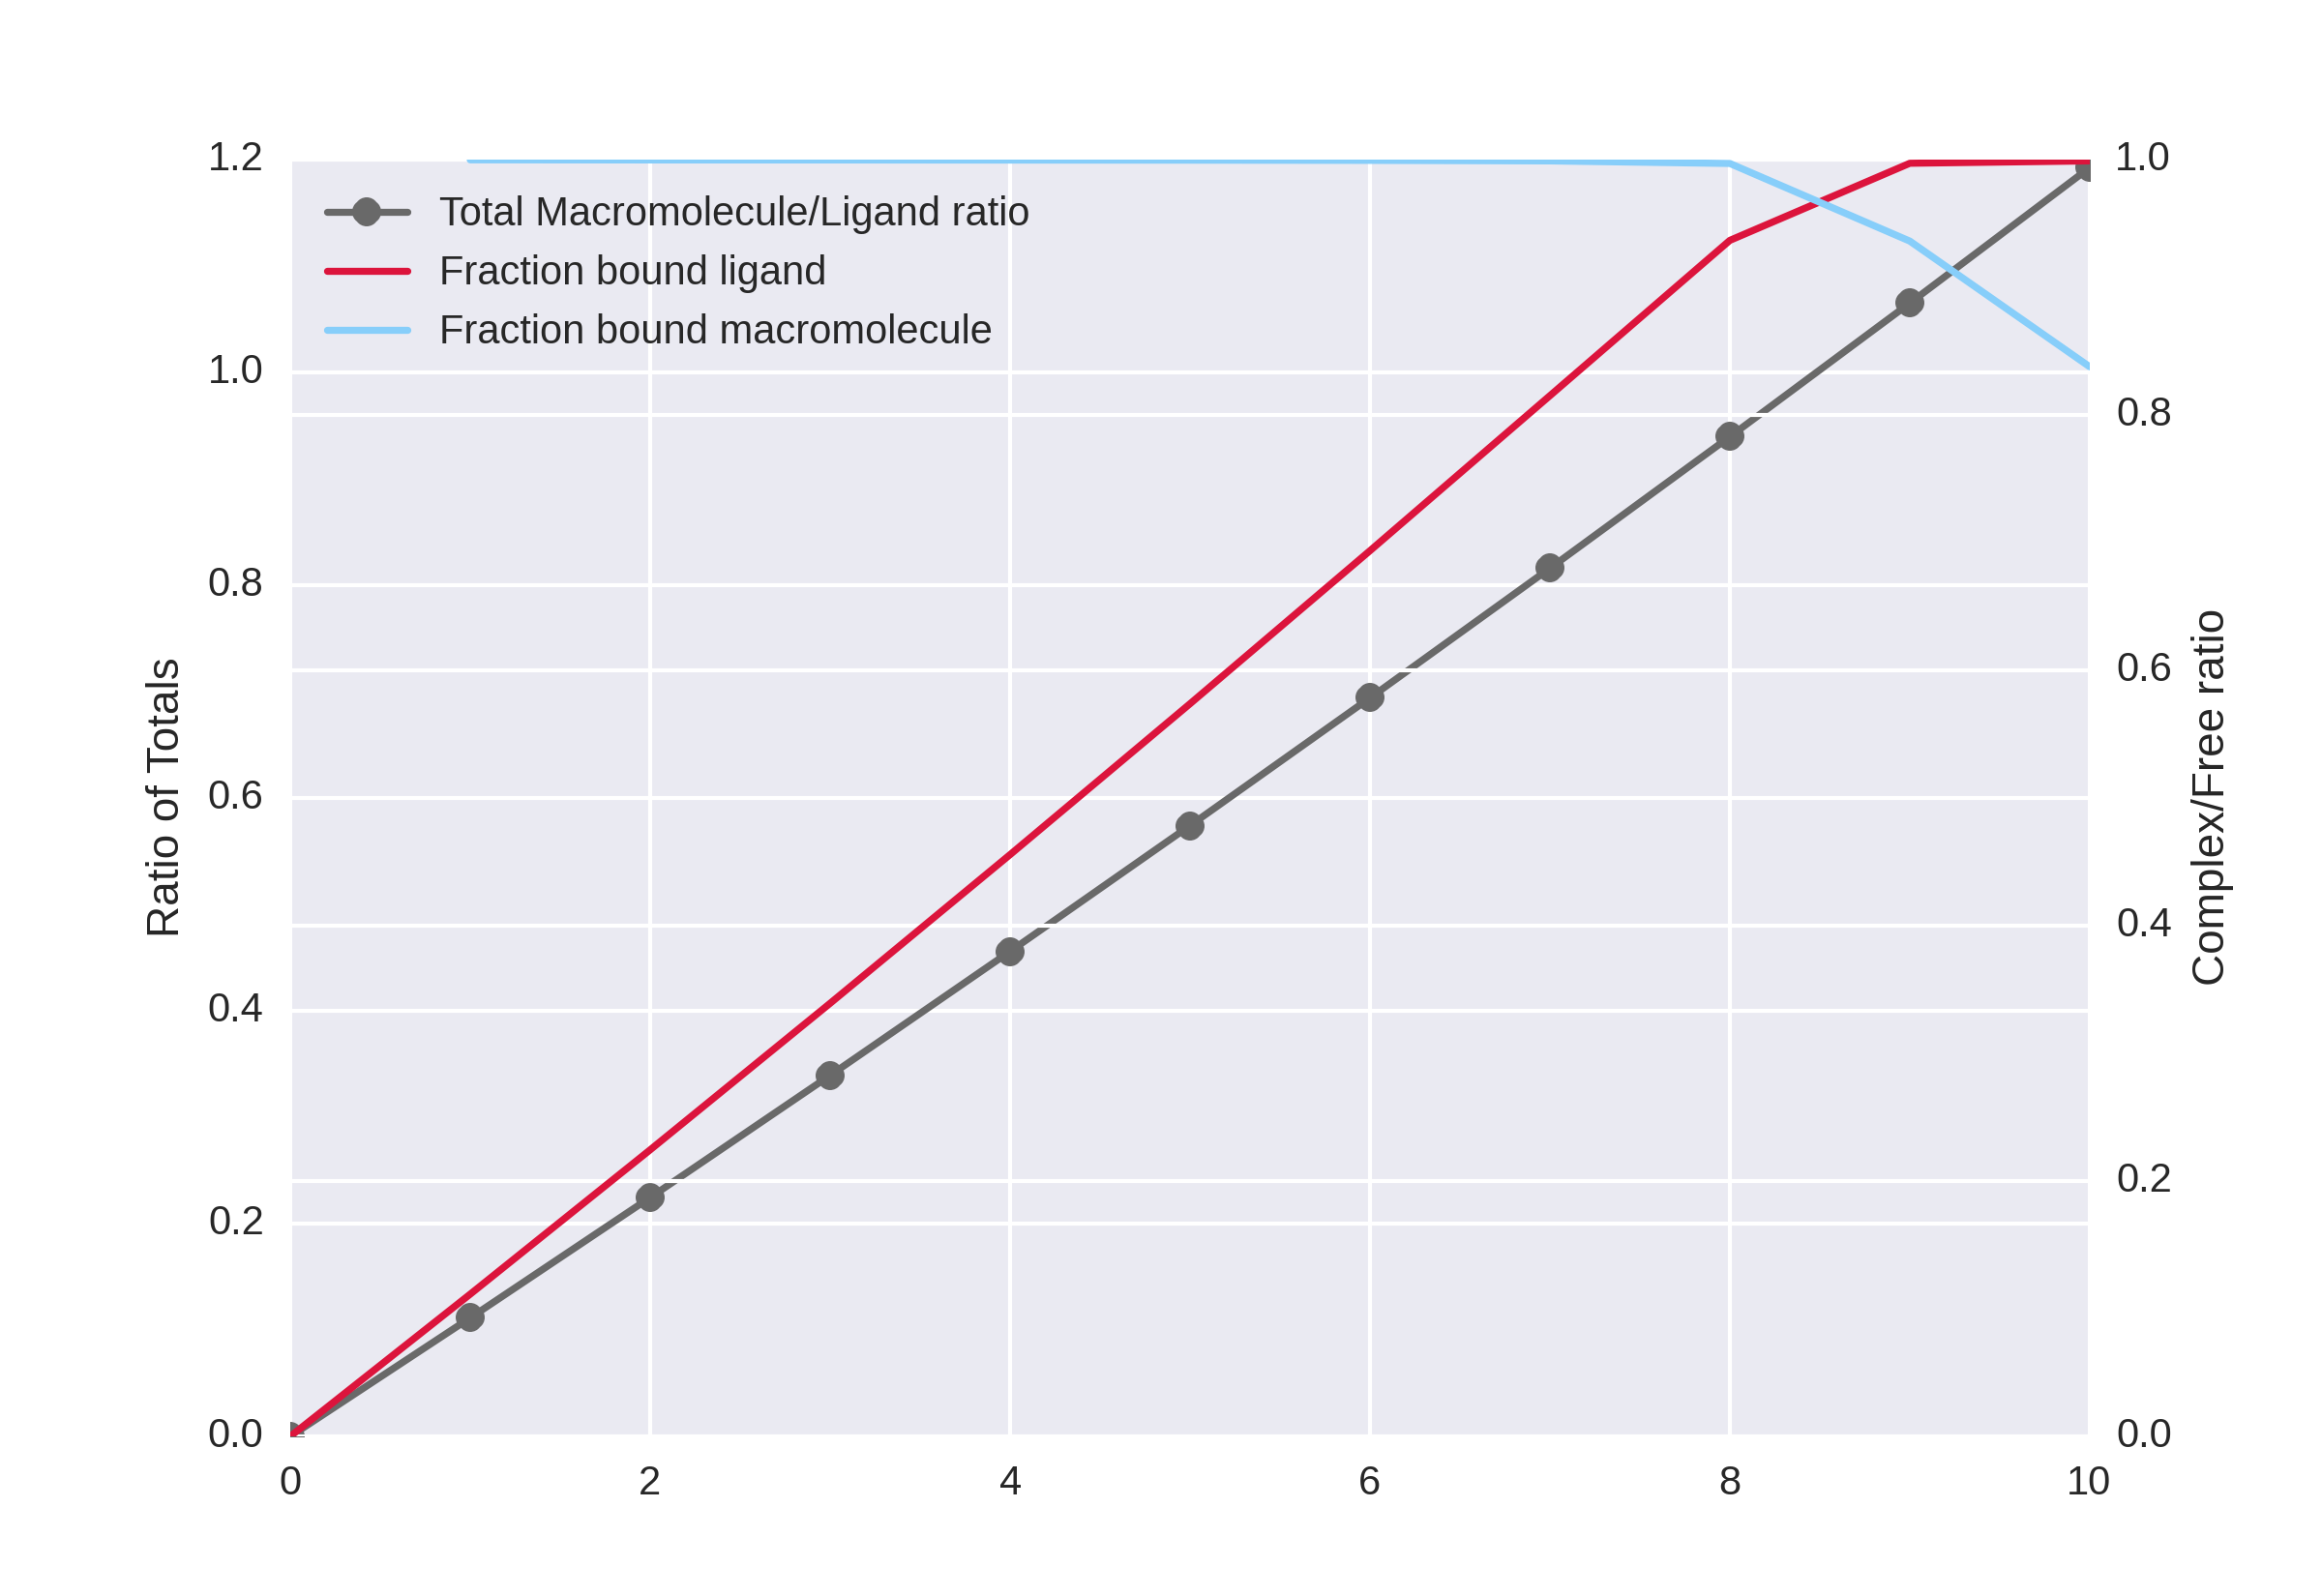 1.2
1.0
0.8
0.6
0.4
0.2
0.0
Ratio of Totals
Total Macromolecule/Ligand ratio
Fraction bound ligand
Fraction bound macromolecule
1.0
0.8
0.6
0.4
0.2
0.0
Complex/Free ratio
0 2 4 6 8 10